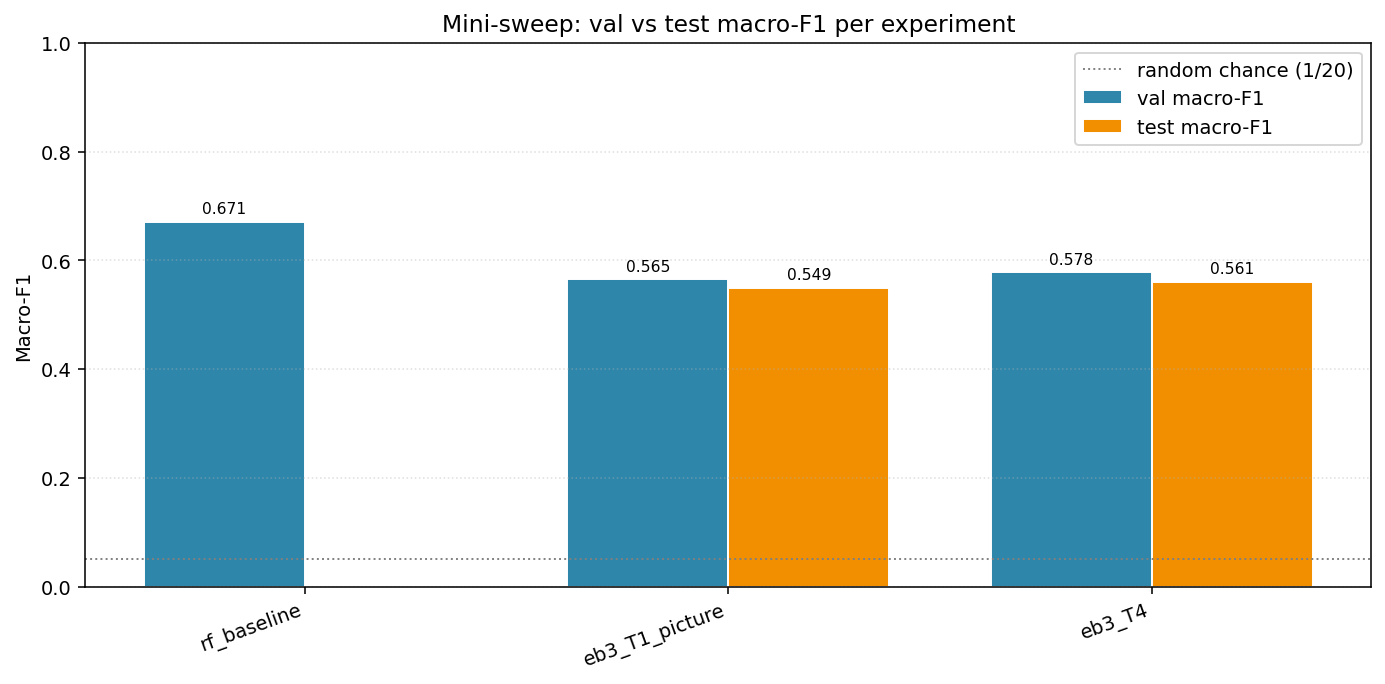 Mini-sweep: val vs test macro-F1 per experiment
1.0
0.8
0.6
0.4
0.2
0.0
Macro-F1
random chance (1/20)
val macro-F1
test macro-F1
0.671
0.565
0.549
0.578
0.561
rf_baseline
eb3_T1_picture
eb3_T4